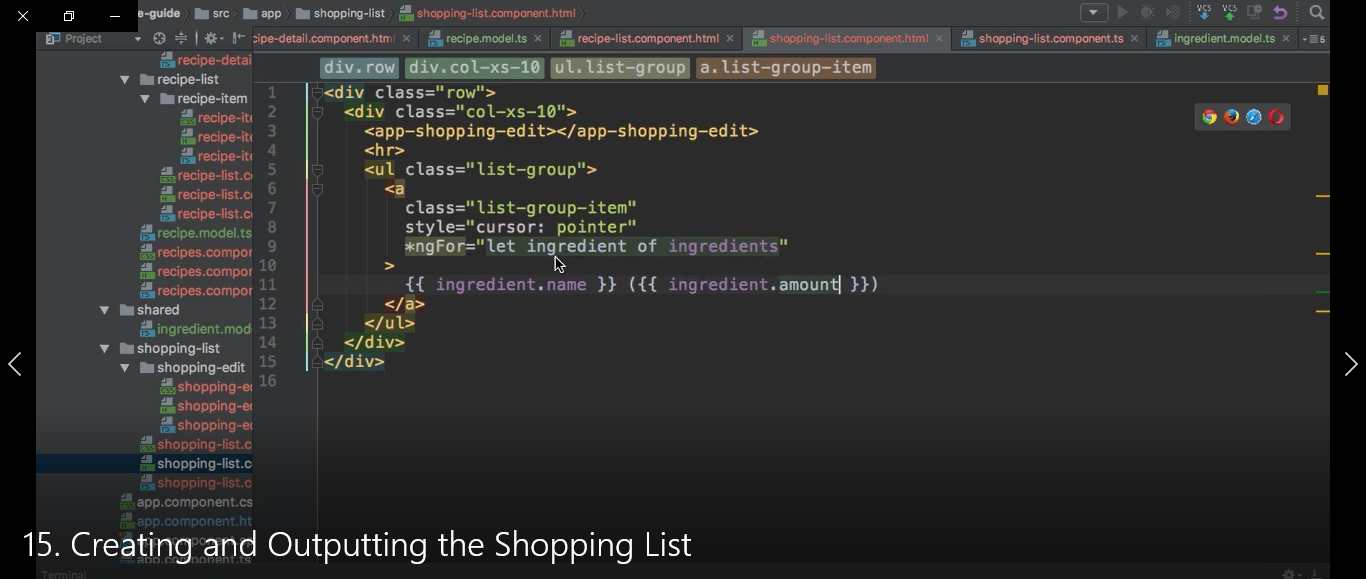 e-guide src app shopping-list shopping-list.component.html
Project
cipe-detail.component.htm recipe.model.ts recipe-list.component.html shopping-list.component.html shopping-list.component.ts ingredient.model.ts 5
div.row div.col-xs-10 ul.list-group a.list-group-item
VCS VCS
recipe-detai
recipe-list
recipe-item
recipe-ite
recipe-ite
recipe-ite
recipe-list.c
recipe-list.c
recipe-list.c
recipe.model.ts
recipes.compor
recipes.compor
recipes.compor
shared
ingredient.mod
shopping-list
shopping-edit
shopping-e
shopping-e
shopping-e
shopping-list.c
shopping-list.c
shopping-list.c
app.component.cs
app.component.ht
app.component.ts
Terminal
1 <div class="row">
2 <div class="col-xs-10">
3 <app-shopping-edit></app-shopping-edit>
4 <hr>
5 <ul class="list-group">
6 <a
7 class="list-group-item"
8 style="cursor: pointer"
9 *ngFor="let ingredient of ingredients"
10 >
11 {{ ingredient.name }} ({{ ingredient.amount }})
12 </a>
13 </ul>
14 </div>
15 </div>
16
15. Creating and Outputting the Shopping List